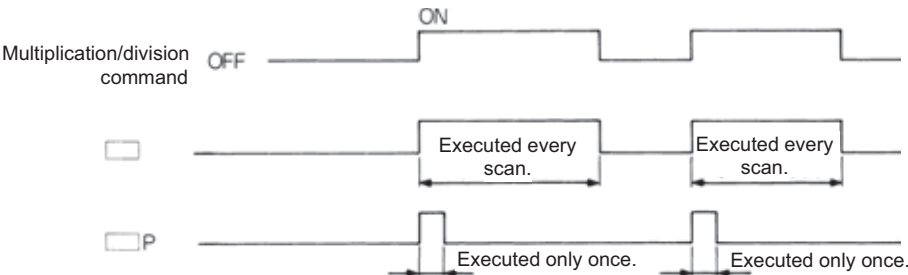 ON
Multiplication/division
command
OFF
Executed every
scan.
Executed every
scan.
P
Executed only once.
Executed only once.